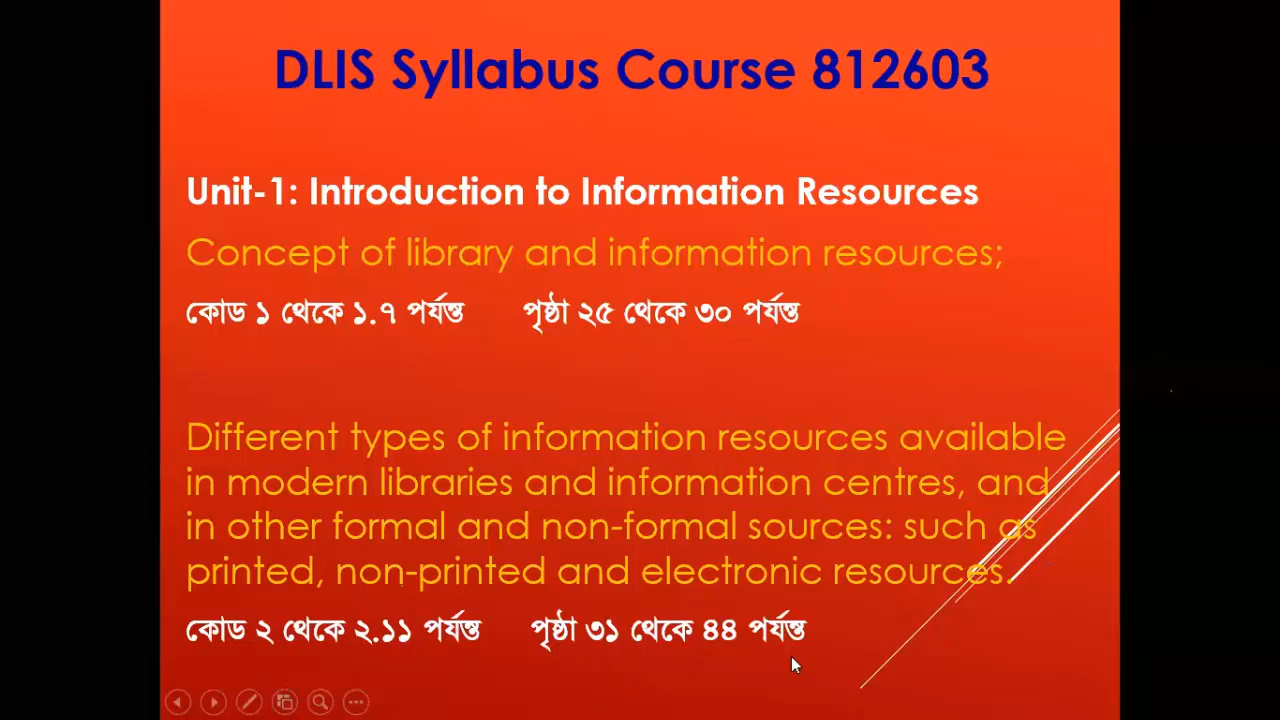 DLIS Syllabus Course 812603
Unit-1: Introduction to Information Resources
Concept of library and information resources;
কোড ১ থেকে ১.৭ পর্যন্ত পৃষ্ঠা ২৫ থেকে ৩০ পর্যন্ত
Different types of information resources available
in modern libraries and information centres, and
in other formal and non-formal sources: such as
printed, non-printed and electronic resources.
কোড ২ থেকে ২.১১ পর্যন্ত পৃষ্ঠা ৩১ থেকে ৪৪ পর্যন্ত